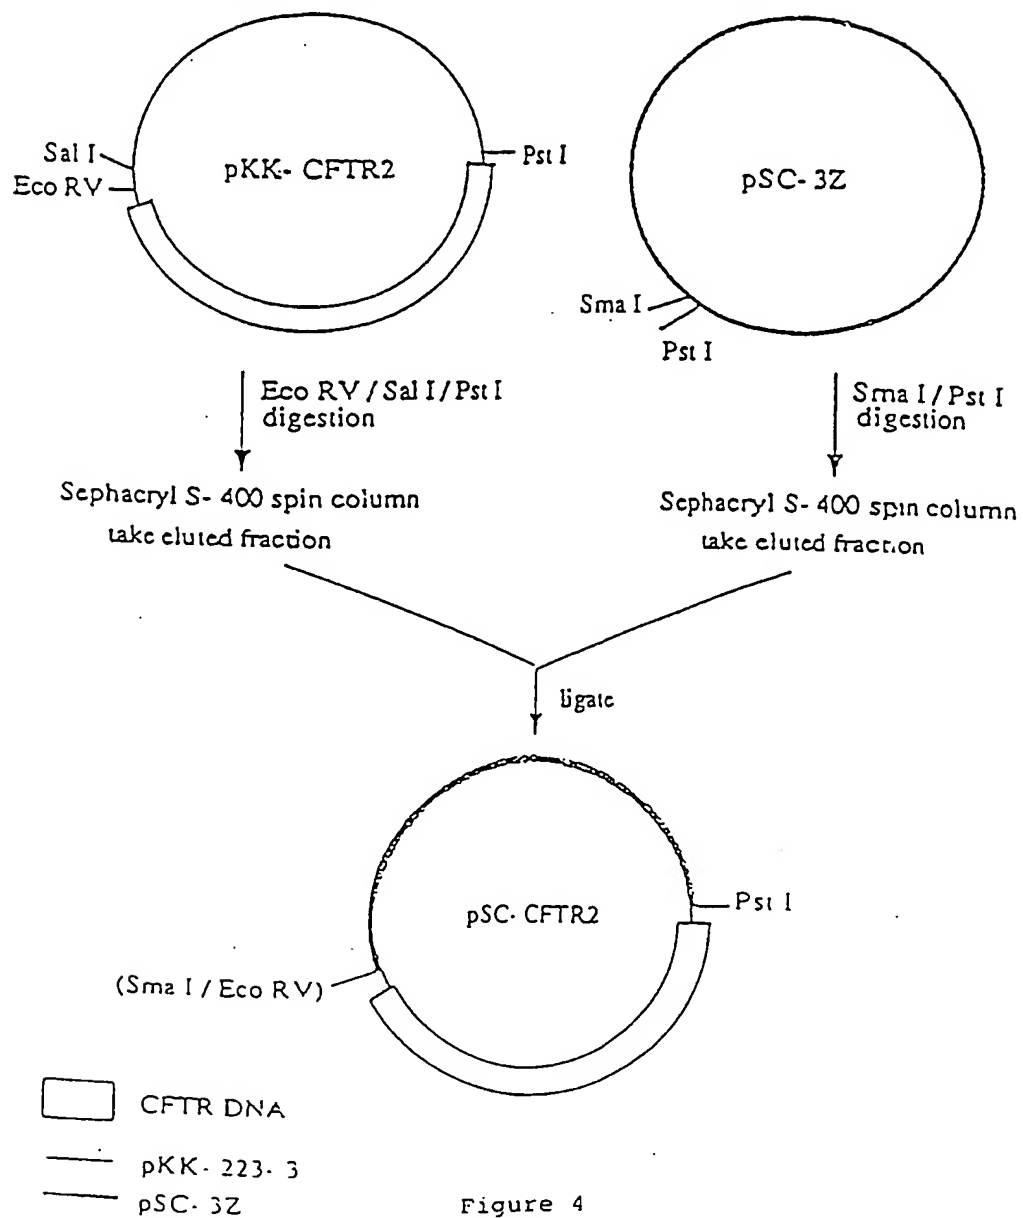 Sal I
Eco RV
pKK- CFTR2
Pst I
pSC- 3Z
Sma I
Pst I
Eco RV / Sal I / Pst I
digestion
Sma I / Pst I
digestion
Sephacryl S- 400 spin column
take eluted fraction
Sephacryl S- 400 spin column
take eluted fraction
ligate
pSC- CFTR2
Pst I
(Sma I / Eco RV)
CFTR DNA
pKK- 223- 3
pSC- 3Z
Figure 4